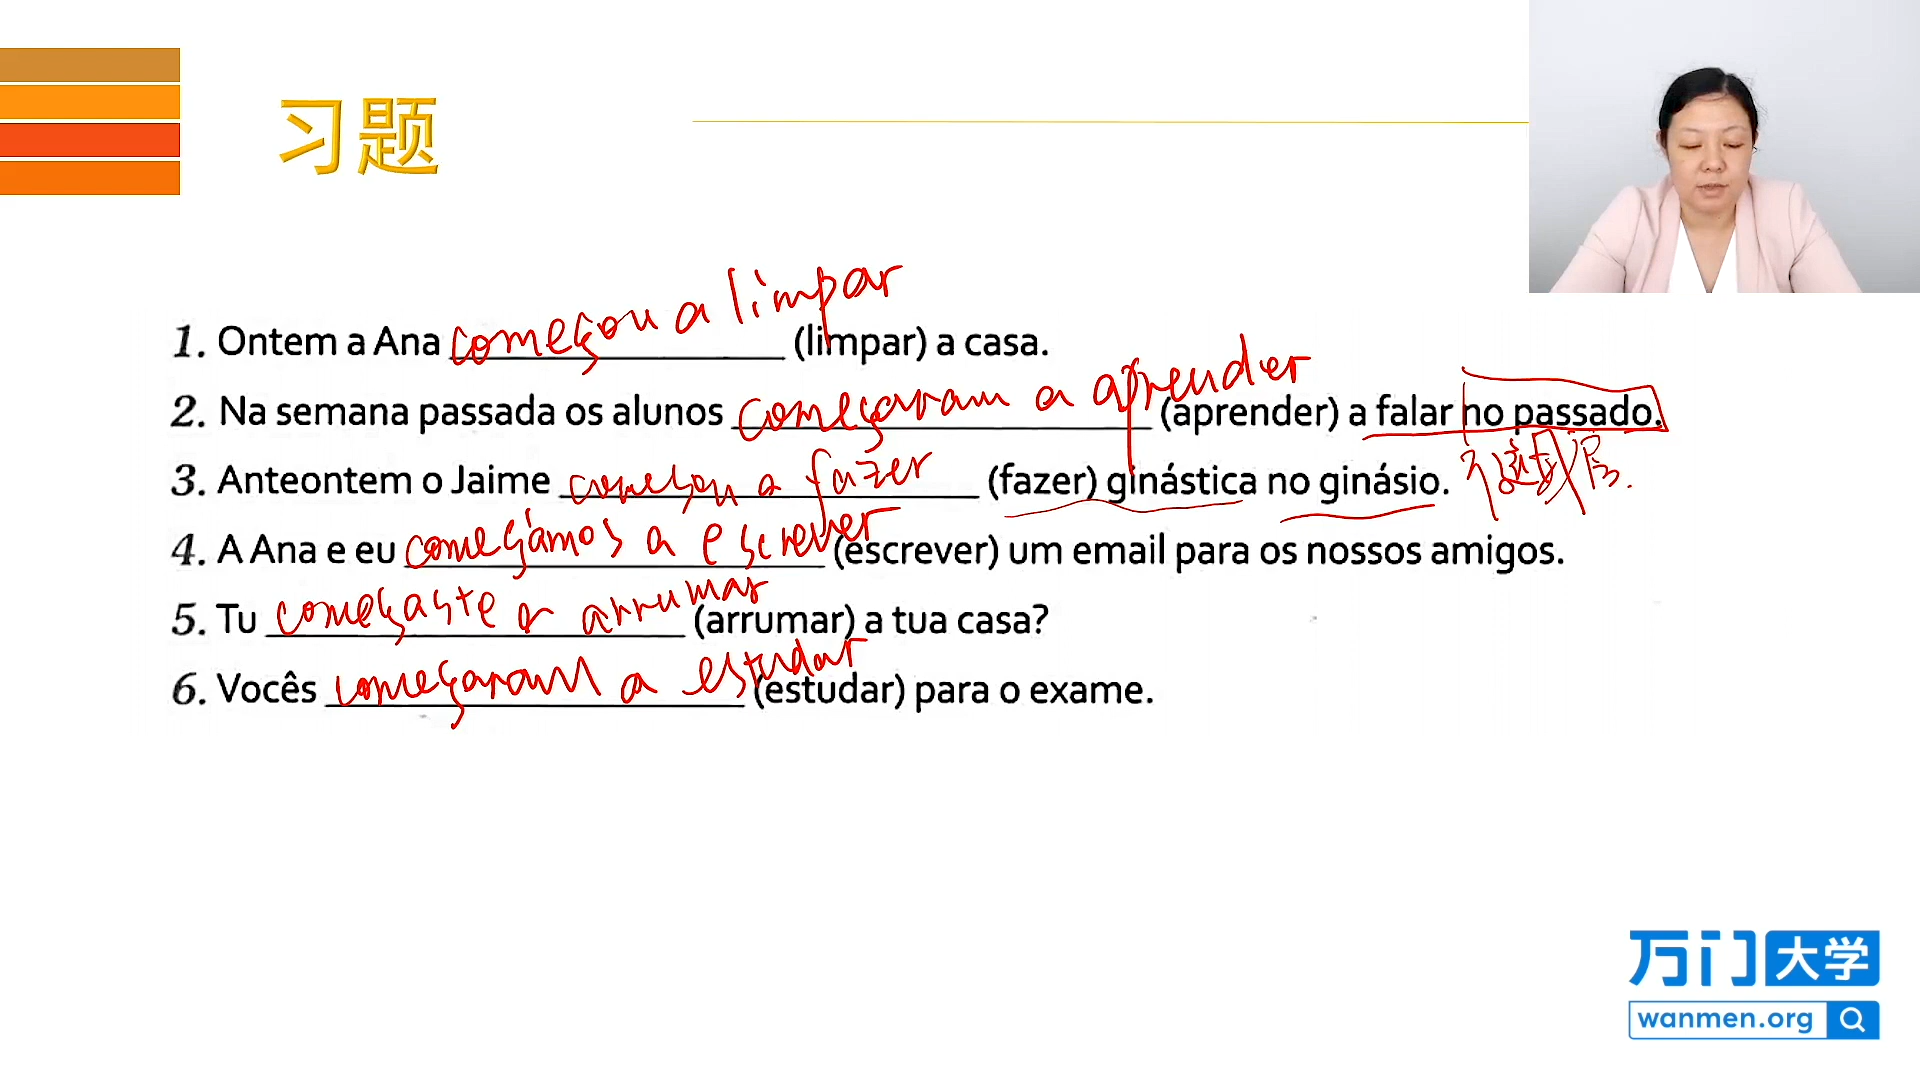 习题
1. Ontem a Ana começou a limpar (limpar) a casa.
2. Na semana passada os alunos começaram a aprender (aprender) a falar no passado.
3. Anteontem o Jaime começou a fazer (fazer) ginástica no ginásio.
4. A Ana e eu começámos a escrever (escrever) um email para os nossos amigos.
5. Tu começaste a arrumar (arrumar) a tua casa?
6. Vocês começaram a estudar (estudar) para o exame.
万门大学
wanmen.org